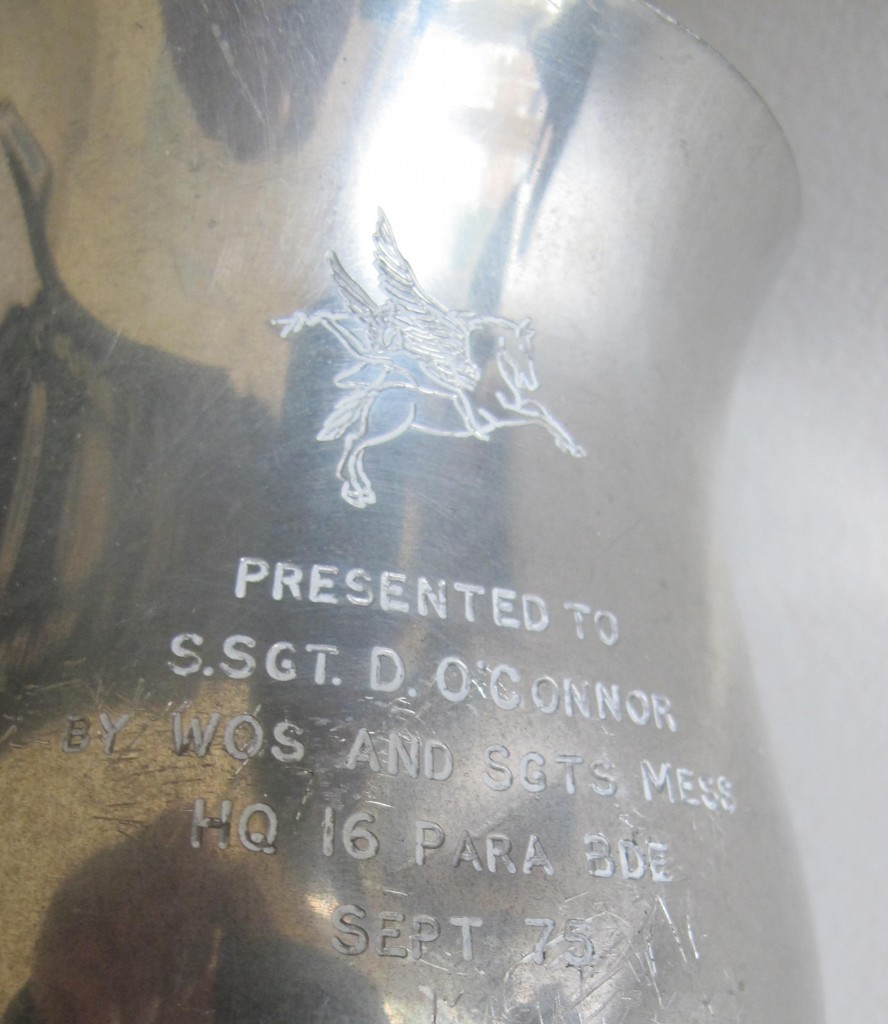 PRESENTED TO
S.SGT. D. O'CONNOR
BY WOS AND SGTS MESS
HQ 16 PARA BDE
SEPT 75